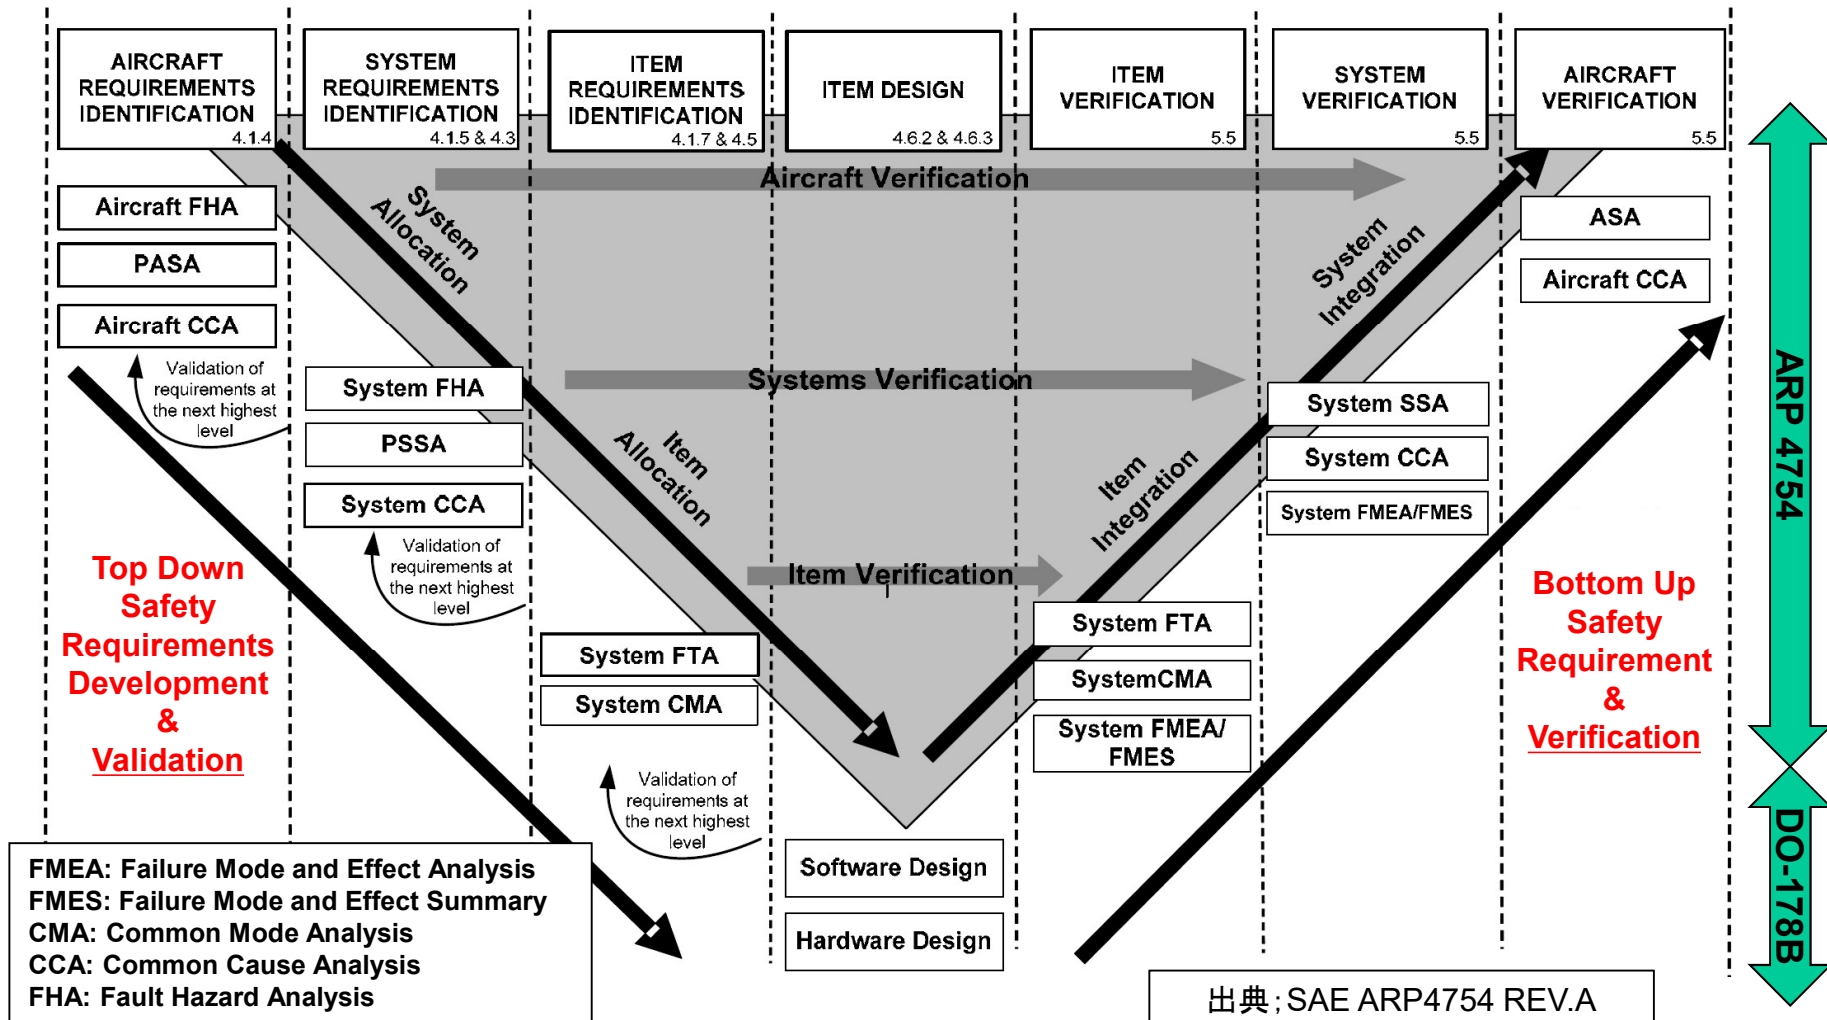 AIRCRAFT
REQUIREMENTS
IDENTIFICATION
4.1.4
SYSTEM
REQUIREMENTS
IDENTIFICATION
4.1.5 & 4.3
ITEM
REQUIREMENTS
IDENTIFICATION
4.1.7 & 4.5
ITEM DESIGN
4.6.2 & 4.6.3
ITEM
VERIFICATION
5.5
SYSTEM
VERIFICATION
5.5
AIRCRAFT
VERIFICATION
5.5
Aircraft Verification
Aircraft FHA
PASA
Aircraft CCA
Validation of
requirements at
the next highest
level
System
Allocation
System
Integration
ASA
Aircraft CCA
System FHA
PSSA
System CCA
Validation of
requirements at
the next highest
level
Systems Verification
Item
Allocation
Item
Integration
System SSA
System CCA
System FMEA/FMES
Item Verification
System FTA
System CMA
Validation of
requirements at
the next highest
level
System FTA
SystemCMA
System FMEA/
FMES
Top Down
Safety
Requirements
Development
&
Validation
Bottom Up
Safety
Requirement
&
Verification
Software Design
Hardware Design
ARP 4754
DO-178B
FMEA: Failure Mode and Effect Analysis
FMES: Failure Mode and Effect Summary
CMA: Common Mode Analysis
CCA: Common Cause Analysis
FHA: Fault Hazard Analysis
出典;SAE ARP4754 REV.A